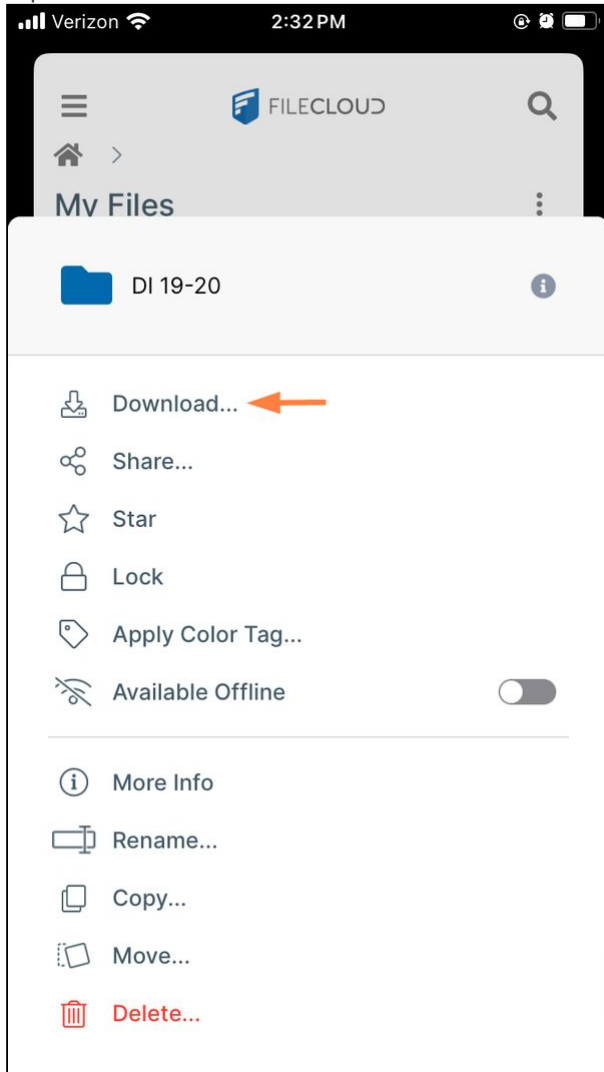 Verizon 2:32 PM
FILECLOUD
My Files
DI 19-20
Download...
Share...
Star
Lock
Apply Color Tag...
Available Offline
More Info
Rename...
Copy...
Move...
Delete...